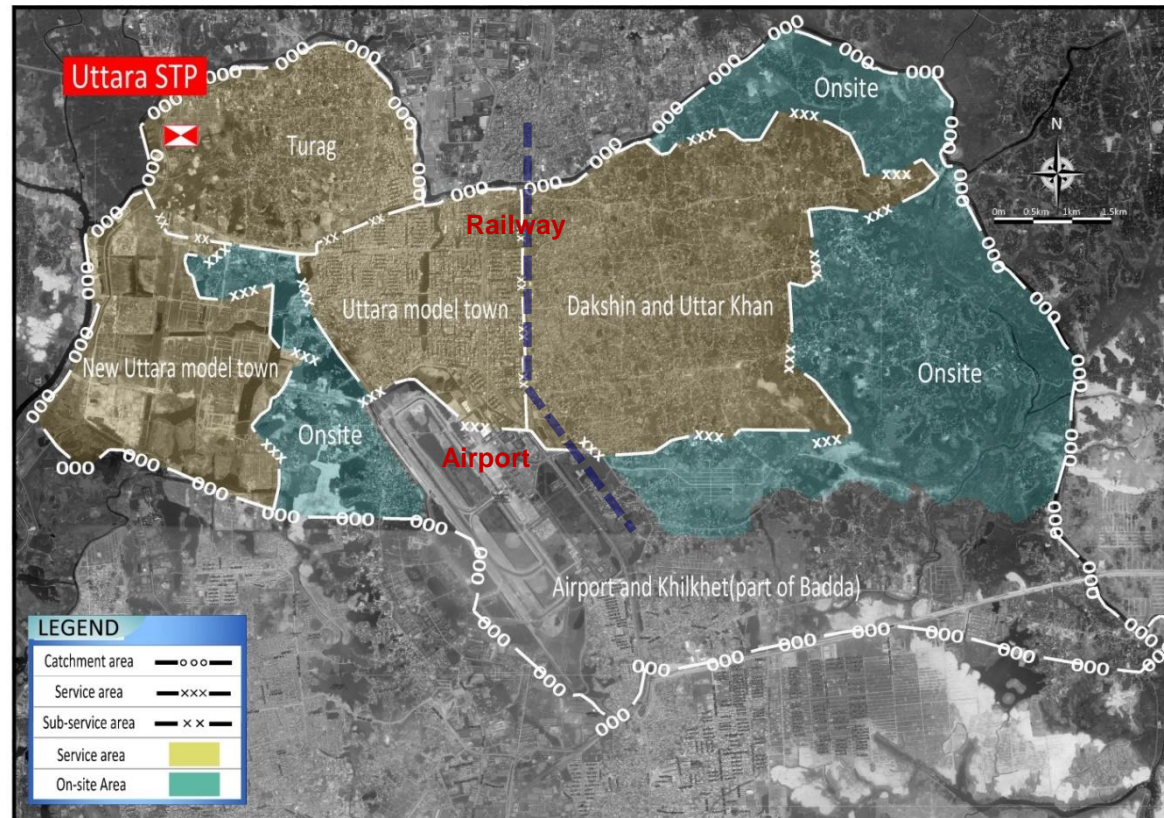 Uttara STP
Turag
Onsite
N
0m 0.5km 1km 1.5km
Railway
Uttara model town
Dakshin and Uttar Khan
New Uttara model town
Onsite
Onsite
Airport
Airport and Khilkhet(part of Badda)
LEGEND
Catchment area
Service area
Sub-service area
Service area
On-site Area